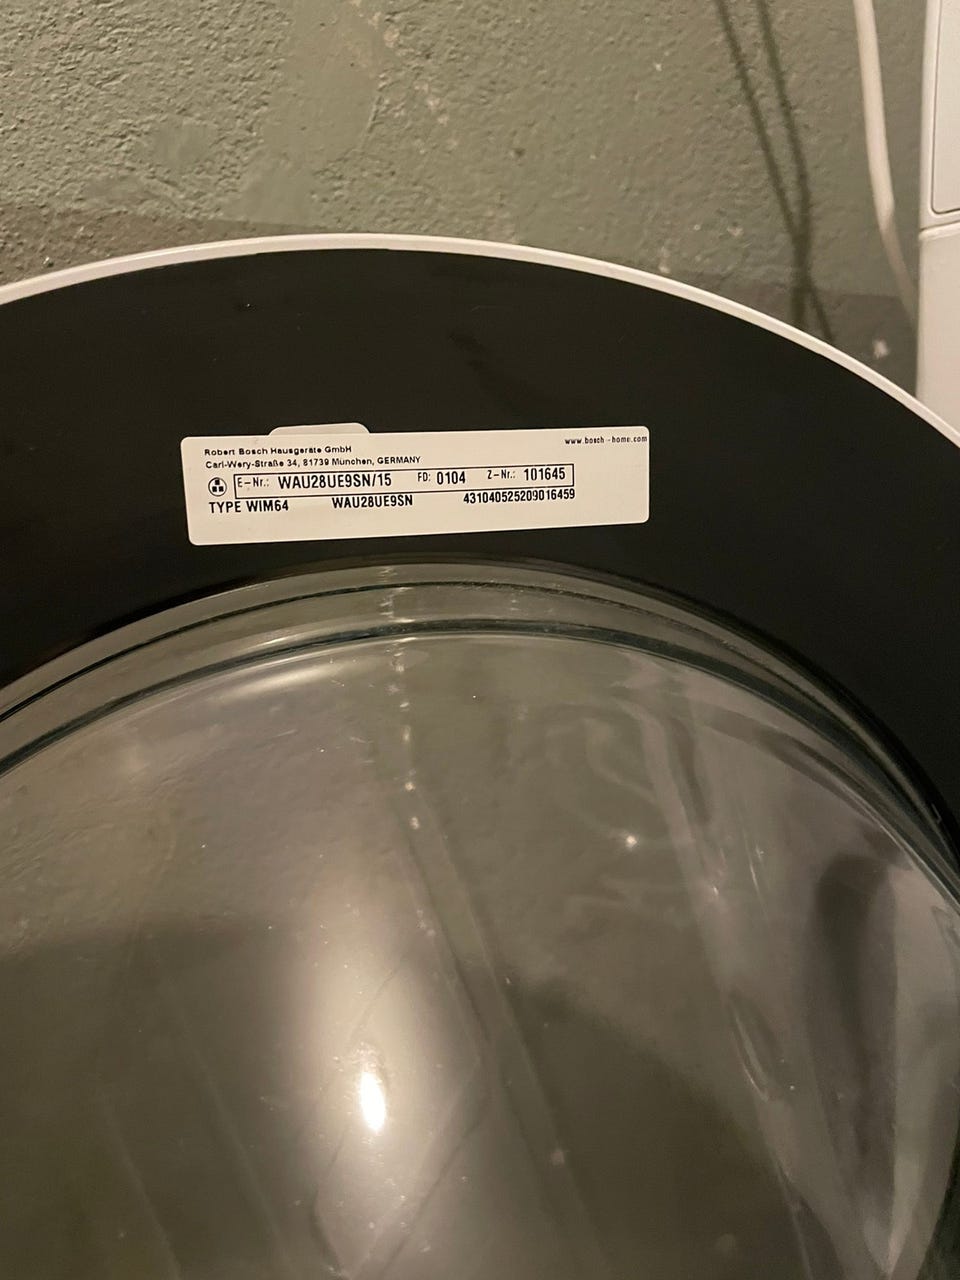 Robert Bosch Hausgeräte GmbH
www.bosch-home.com
Carl-Wery-Straße 34, 81739 München, GERMANY
E-Nr.: WAU28UE9SN/15 FD: 0104 Z-Nr.: 101645
TYPE WIM64 WAU28UE9SN 431040525209016459